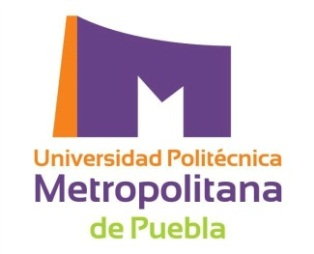 Universidad Politécnica
Metropolitana
de Puebla